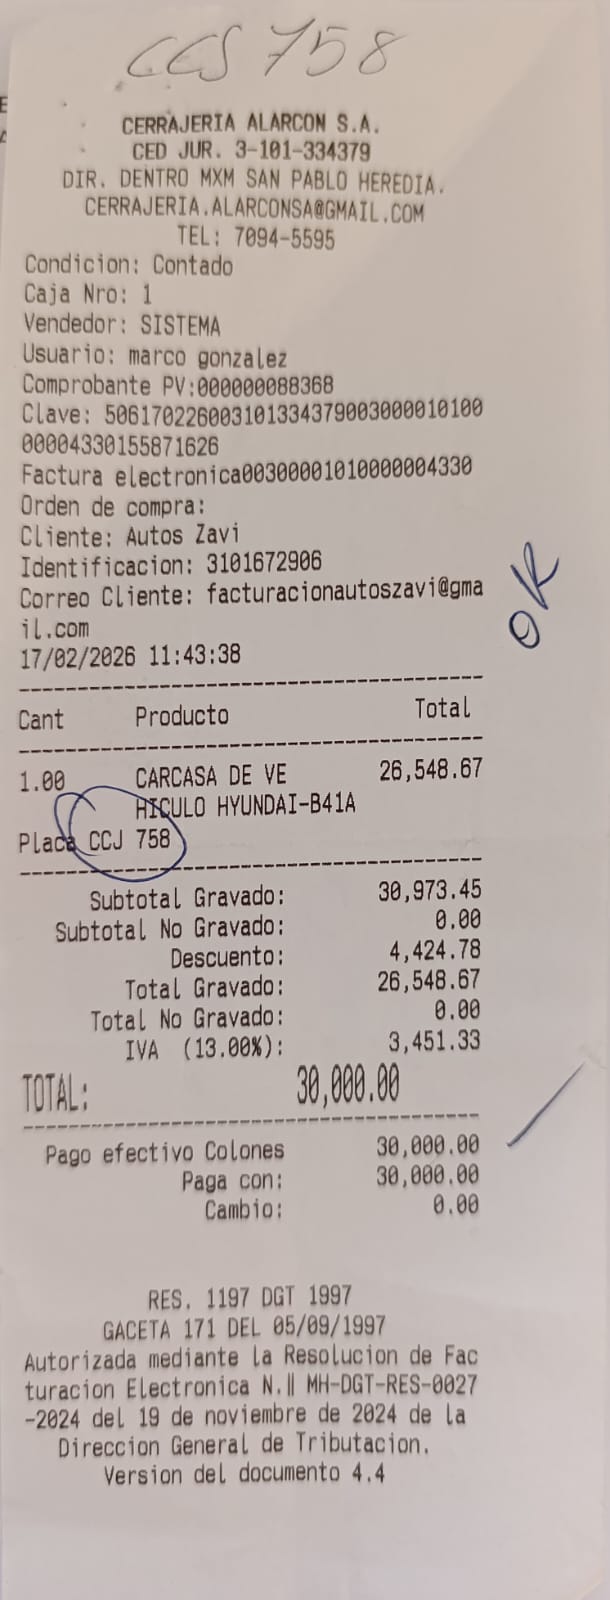 CCS 758
CERRAJERIA ALARCON S.A.
CED JUR. 3-101-334379
DIR. DENTRO MXM SAN PABLO HEREDIA.
CERRAJERIA.ALARCONSA@GMAIL.COM
TEL: 7094-5595
Condicion: Contado
Caja Nro: 1
Vendedor: SISTEMA
Usuario: marco gonzalez
Comprobante PV:000000088368
Clave: 50617022600310133437900300001010​0
000004330155871626
Factura electronica00300001010000004330
Orden de compra:
Cliente: Autos Zavi
Identificacion: 3101672906
Correo Cliente: facturacionautoszavi@gma
il.com
OK
17/02/2026 11:43:38
Cant Producto Total
1.00 CARCASA DE VE 26,548.67
HICULO HYUNDAI-B41A
Placa CCJ 758
Subtotal Gravado: 30,973.45
Subtotal No Gravado: 0.00
Descuento: 4,424.78
Total Gravado: 26,548.67
Total No Gravado: 0.00
IVA (13.00%): 3,451.33
TOTAL: 30,000.00
Pago efectivo Colones 30,000.00
Paga con: 30,000.00
Cambio: 0.00
RES. 1197 DGT 1997
GACETA 171 DEL 05/09/1997
Autorizada mediante la Resolucion de Fac
turacion Electronica N.|| MH-DGT-RES-0027
-2024 del 19 de noviembre de 2024 de la
Direccion General de Tributacion.
Version del documento 4.4